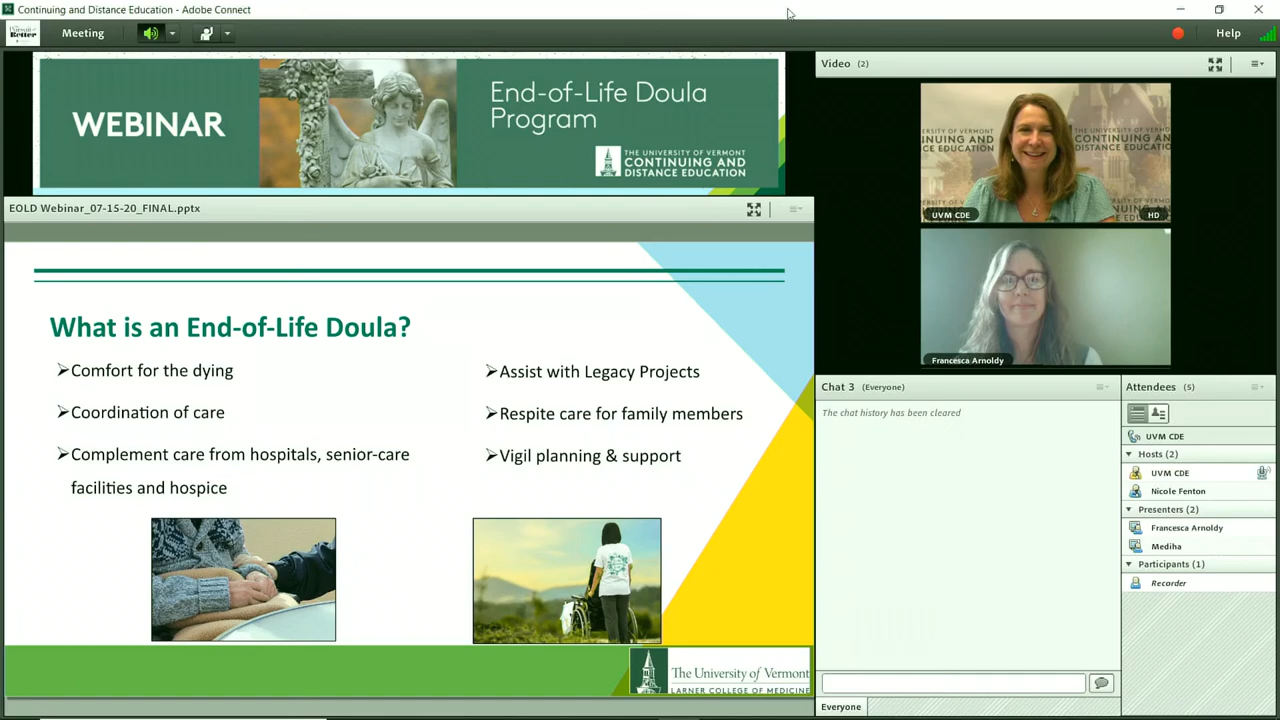 Continuing and Distance Education - Adobe Connect
Pursuit of
Better
Meeting
Help
WEBINAR
End-of-Life Doula
Program
THE UNIVERSITY OF VERMONT
CONTINUING AND
DISTANCE EDUCATION
EOLD Webinar_07-15-20_FINAL.pptx
What is an End-of-Life Doula?
➢Comfort for the dying
➢Coordination of care
➢Complement care from hospitals, senior-care
facilities and hospice
➢Assist with Legacy Projects
➢Respite care for family members
➢Vigil planning & support
The University of Vermont
LARNER COLLEGE OF MEDICINE
Video (2)
UVM CDE
HD
Francesca Arnoldy
Chat 3 (Everyone)
The chat history has been cleared
Everyone
Attendees (5)
UVM CDE
Hosts (2)
UVM CDE
Nicole Fenton
Presenters (2)
Francesca Arnoldy
Mediha
Participants (1)
Recorder